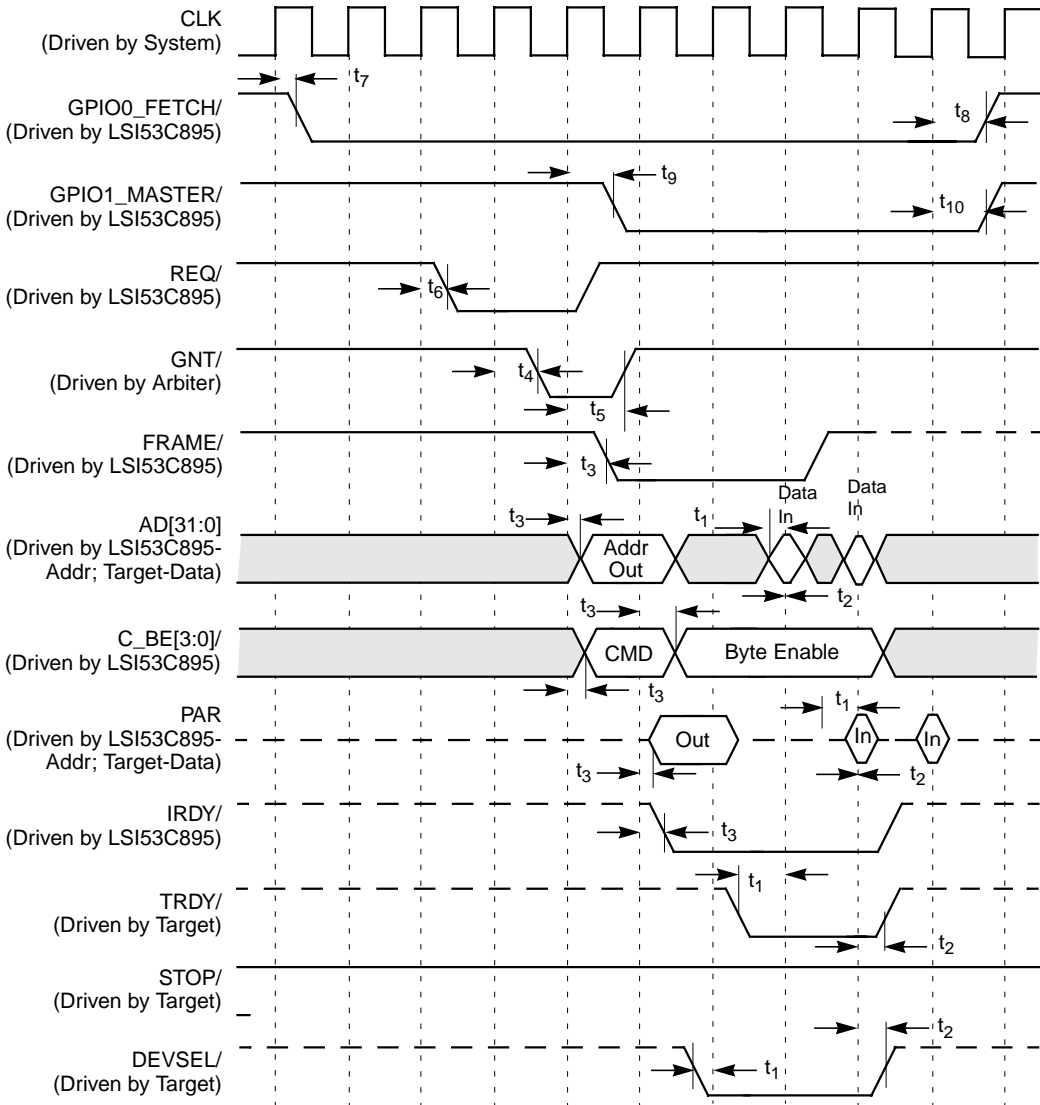 CLK
(Driven by System)
t7
GPIO0_FETCH/
(Driven by LSI53C895)
t8
t9
GPIO1_MASTER/
(Driven by LSI53C895)
t10
REQ/
(Driven by LSI53C895)
t6
GNT/
(Driven by Arbiter)
t4
t5
FRAME/
(Driven by LSI53C895)
t3
Data
In
Data
In
t3
t1
AD[31:0]
(Driven by LSI53C895-
Addr; Target-Data)
Addr
Out
t2
t3
C_BE[3:0]/
(Driven by LSI53C895)
CMD
Byte Enable
t3
t1
PAR
(Driven by LSI53C895-
Addr; Target-Data)
Out
In
In
t3
t2
IRDY/
(Driven by LSI53C895)
t3
t1
TRDY/
(Driven by Target)
t2
STOP/
(Driven by Target)
t2
DEVSEL/
(Driven by Target)
t1